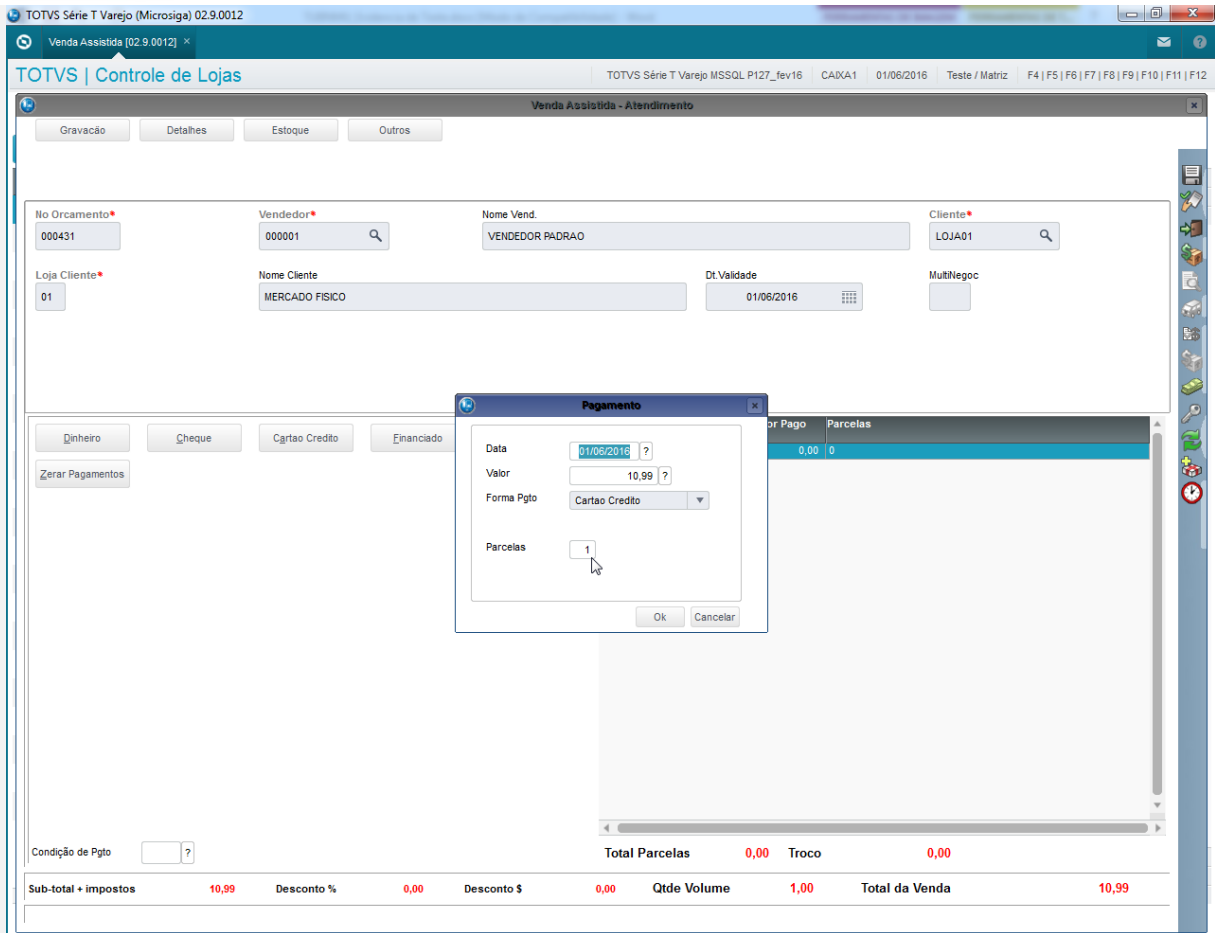 TOTVS Série T Varejo (Microsiga) 02.9.0012
Venda Assistida [02.9.0012] ×
TOTVS | Controle de Lojas
TOTVS Série T Varejo MSSQL P127_fev16 CAIXA1 01/06/2016 Teste / Matriz F4 | F5 | F6 | F7 | F8 | F9 | F10 | F11 | F12
Venda Assistida - Atendimento
Gravacão Detalhes Estoque Outros
No Orcamento* Vendedor* Nome Vend. Cliente*
000431 000001 VENDEDOR PADRAO LOJA01
Loja Cliente* Nome Cliente Dt.Validade MultiNegoc
01 MERCADO FISICO 01/06/2016
Dinheiro Cheque Cartao Credito Financiado
Zerar Pagamentos
or Pago Parcelas
0,00 0
Pagamento
Data 01/06/2016 ?
Valor 10,99 ?
Forma Pgto Cartao Credito
Parcelas 1
Ok Cancelar
Condição de Pgto ?
Total Parcelas 0,00 Troco 0,00
Sub-total + impostos 10,99 Desconto % 0,00 Desconto $ 0,00 Qtde Volume 1,00 Total da Venda 10,99